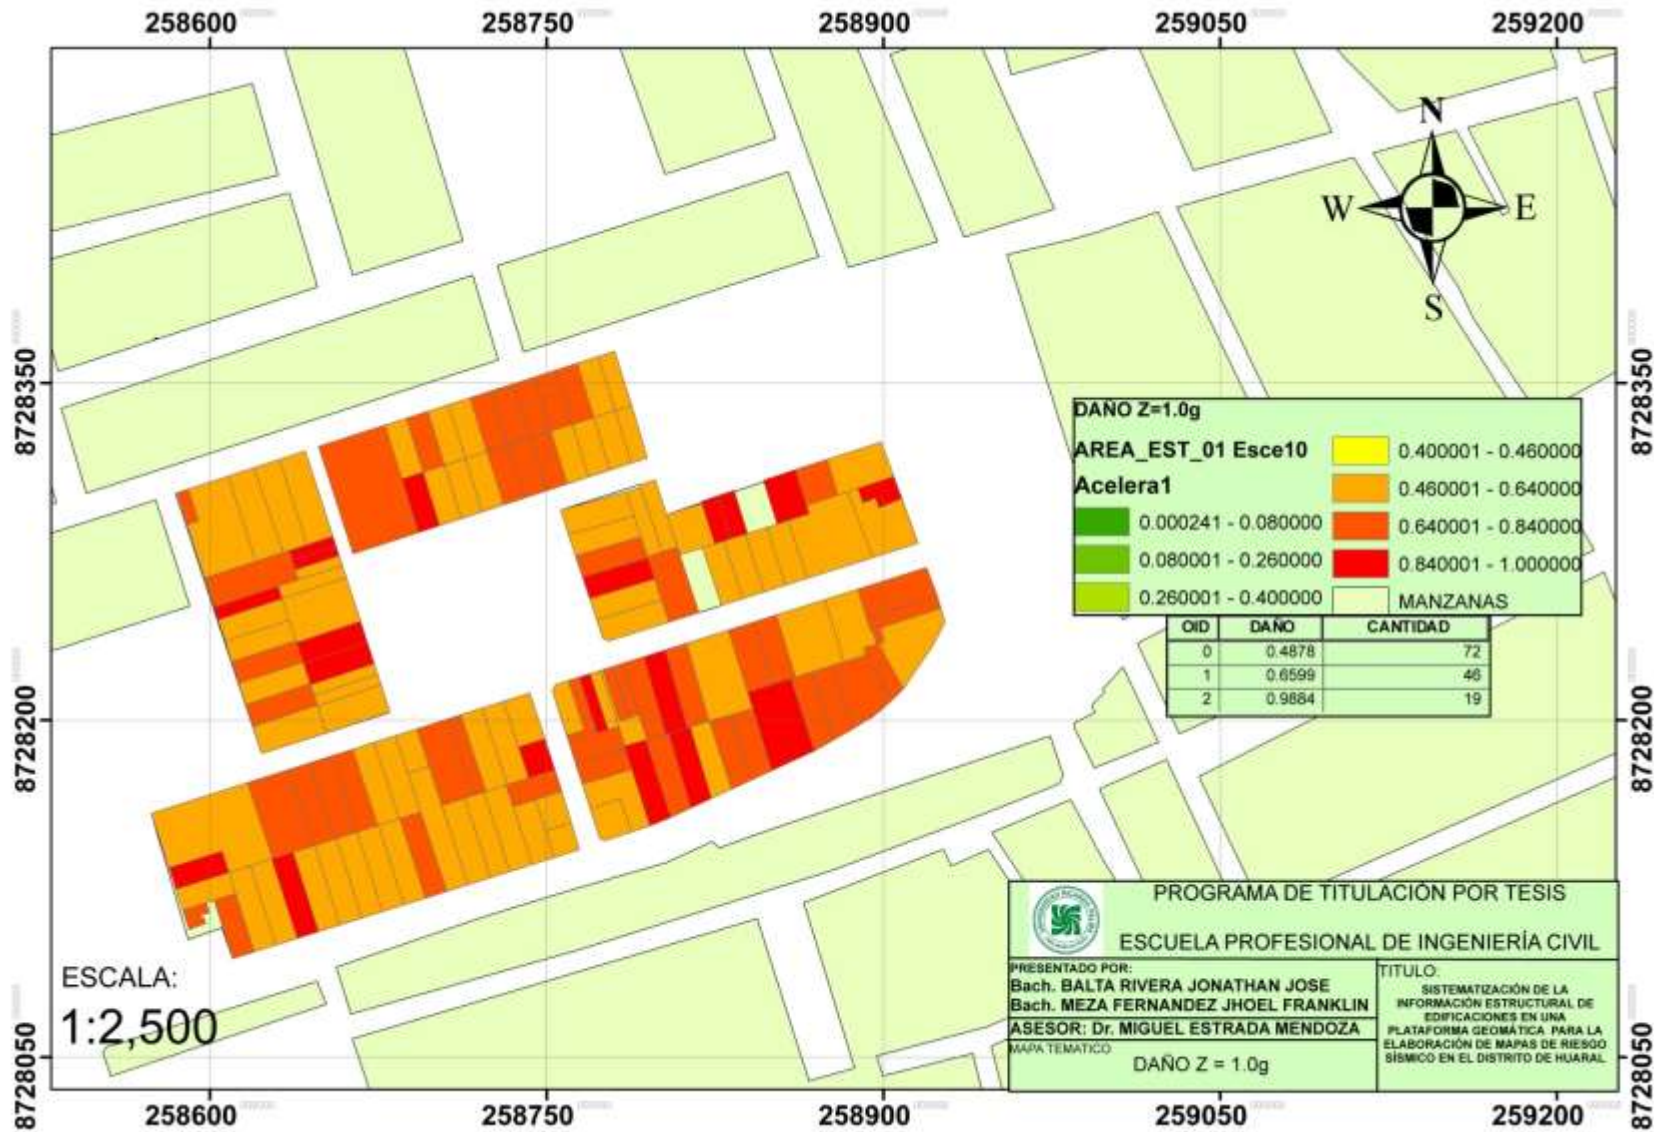 258600 258750 258900 259050 259200
N
W E
S
8728350 8728350
DAÑO Z=1.0g
AREA_EST_01 Esce10
Acelera1
0.000241 - 0.080000
0.080001 - 0.260000
0.260001 - 0.400000
0.400001 - 0.460000
0.460001 - 0.640000
0.640001 - 0.840000
0.840001 - 1.000000
MANZANAS
OID DAÑO CANTIDAD
0 0.4878 72
1 0.6599 46
2 0.9884 19
8728200 8728200
ESCALA:
1:2,500
PROGRAMA DE TITULACIÓN POR TESIS
ESCUELA PROFESIONAL DE INGENIERÍA CIVIL
PRESENTADO POR:
Bach. BALTA RIVERA JONATHAN JOSE
Bach. MEZA FERNANDEZ JHOEL FRANKLIN
ASESOR: Dr. MIGUEL ESTRADA MENDOZA
MAPA TEMATICO
DAÑO Z = 1.0g
TITULO:
SISTEMATIZACIÓN DE LA
INFORMACIÓN ESTRUCTURAL DE
EDIFICACIONES EN UNA
PLATAFORMA GEOMÁTICA PARA LA
ELABORACIÓN DE MAPAS DE RIESGO
SÍSMICO EN EL DISTRITO DE HUARAL
8728050 8728050
258600 258750 258900 259050 259200